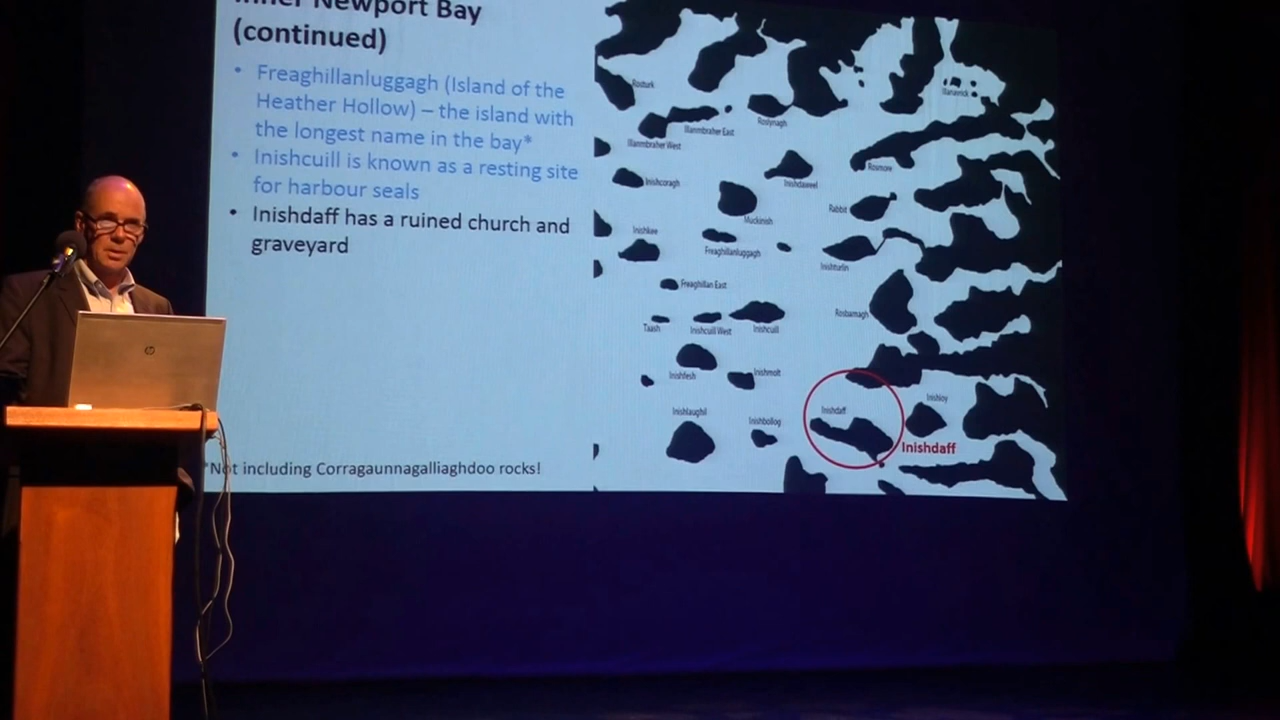 Inner Newport Bay
(continued)
• Freaghillanluggagh (Island of the
Heather Hollow) – the island with
the longest name in the bay*
• Inishcuill is known as a resting site
for harbour seals
• Inishdaff has a ruined church and
graveyard
*Not including Corragaunnagalliaghdoo rocks!
Rosturk
Illanavrick
Roslynagh
Illanmbraher East
Illanmbraher West
Rosmore
Inishcoragh
Inishdaweel
Rabbit
Muckinish
Inishkee
Freaghillanluggagh
Inishturlin
Freaghillan East
Rosbarnagh
Taash
Inishcuill West
Inishcuill
Inishfesh
Inishmolt
Inishloy
Inishlaughil
Inishdaff
Inishbollog
Inishdaff
hp